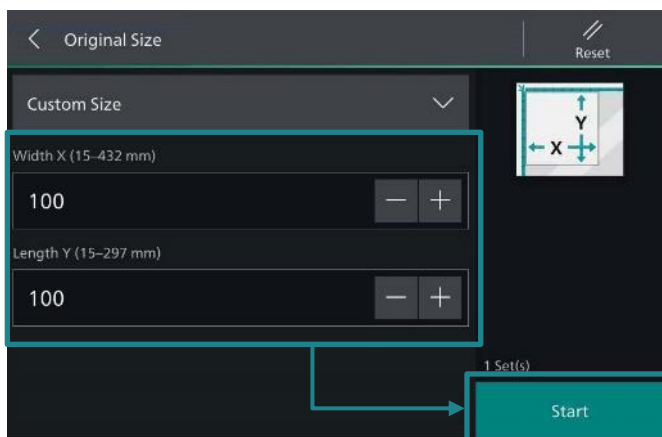 Original Size
Reset
Custom Size
Width X (15–432 mm)
100
Length Y (15–297 mm)
100
Y
X
1 Set(s)
Start